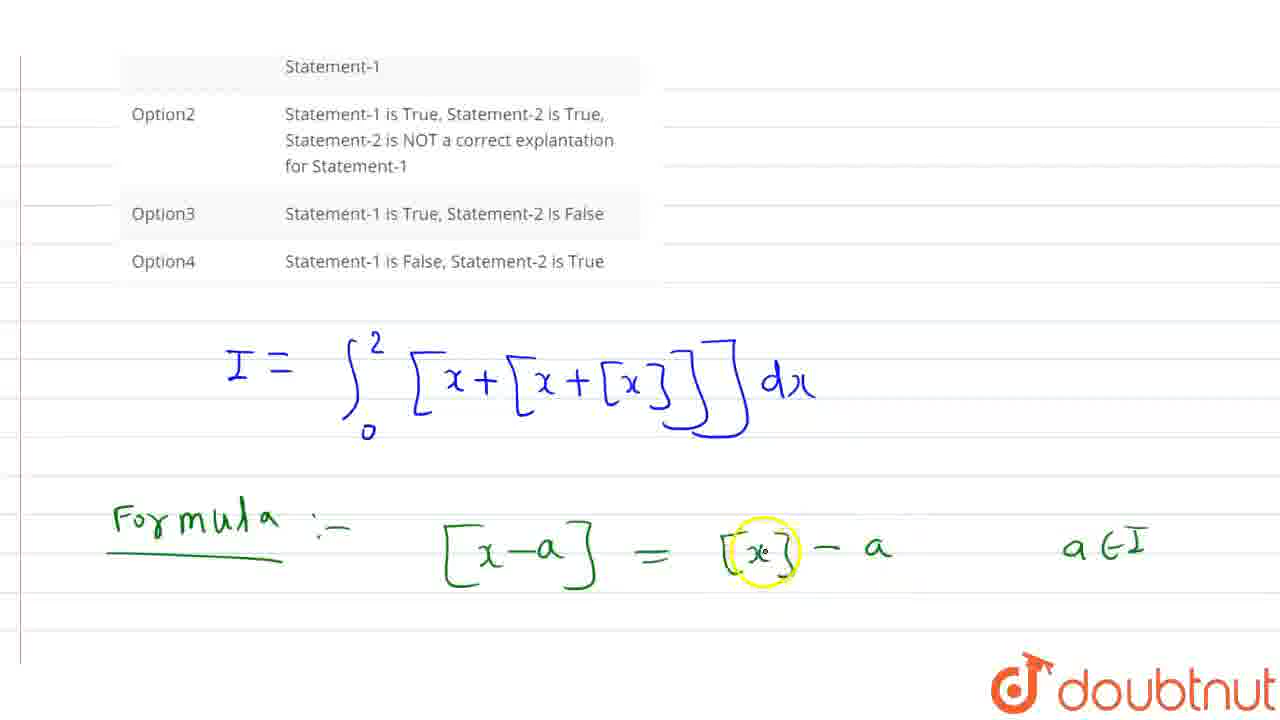 Statement-1
Option2 Statement-1 is True, Statement-2 is True,
Statement-2 is NOT a correct explantation
for Statement-1
Option3 Statement-1 is True, Statement-2 is False
Option4 Statement-1 is False, Statement-2 is True
I = ∫₀² [x+[x+[x]]] dx
Formula :- [x-a] = [x] - a a ∈ I
doubtnut